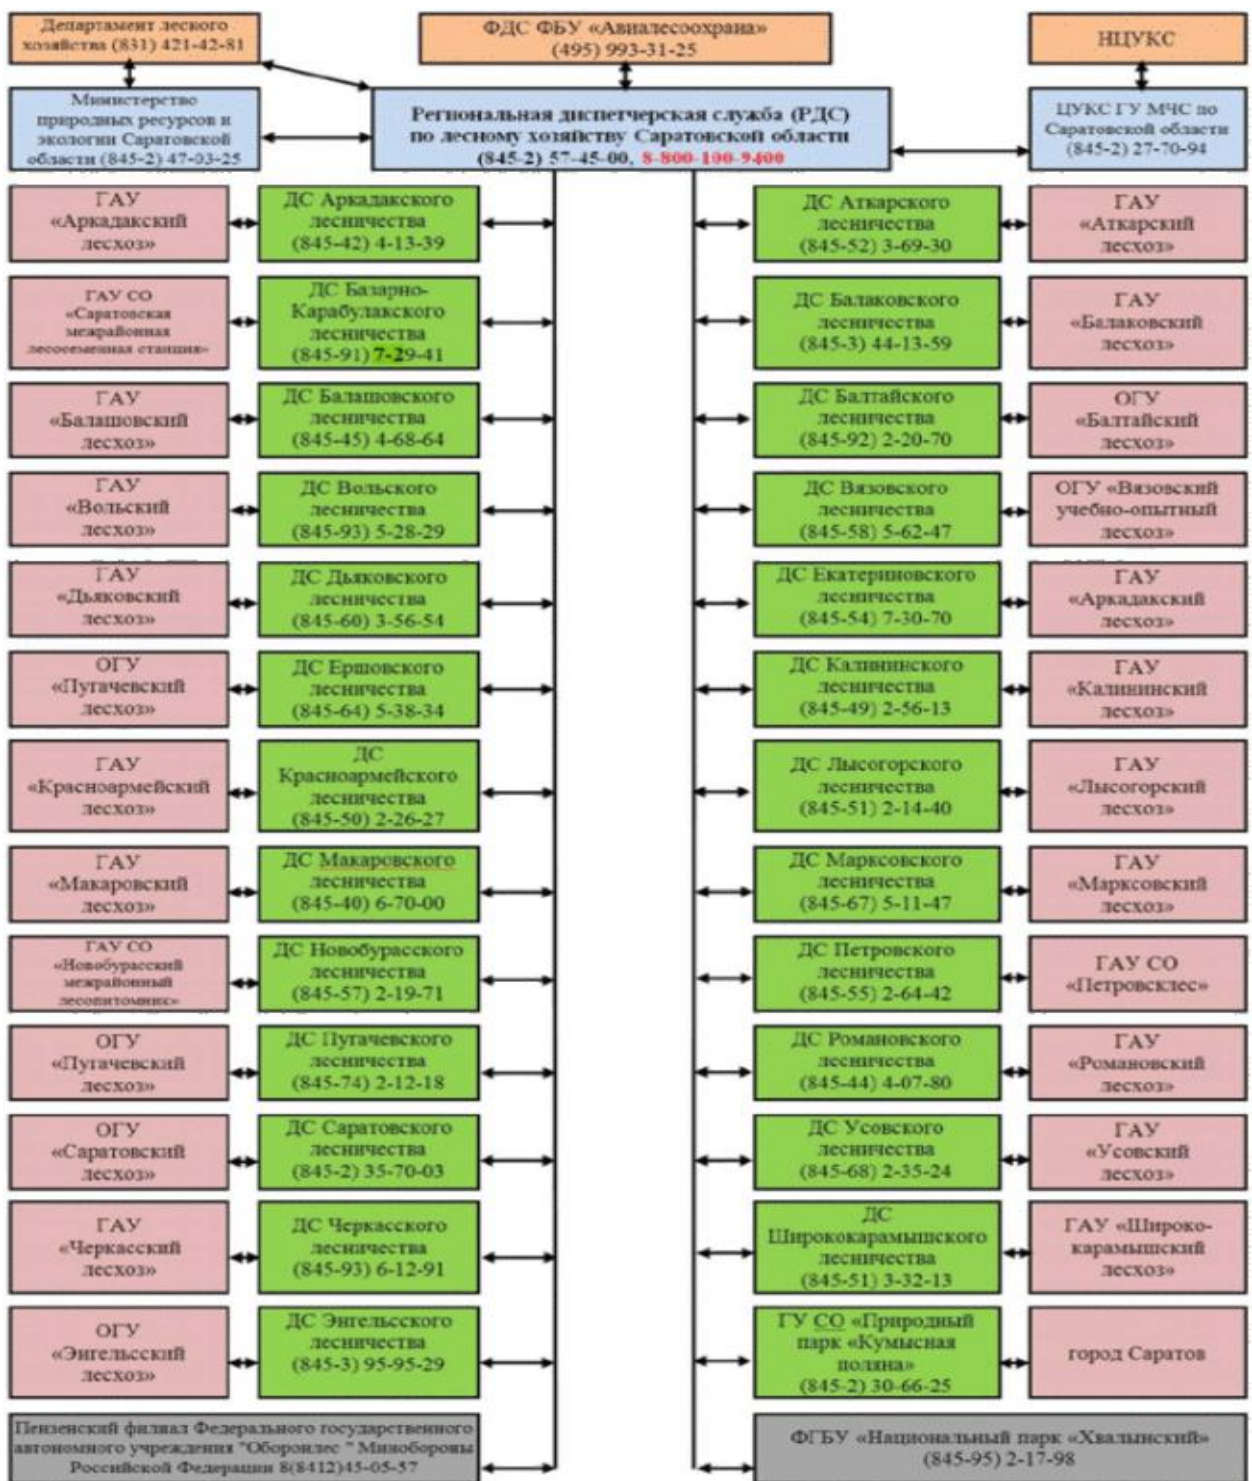 Департамент леского
хозяйства (831) 421-42-81
ФДС ФБУ «Авиалесоохрана»
(495) 993-31-25
НЦУКС
Министерство
природных ресурсов и
экологии Саратовской
области (845-2) 47-03-25
Региональная диспетчерская служба (РДС)
по лесному хозяйству Саратовской области
(845-2) 57-45-00, 8-800-100-9400
ЦУКС ГУ МЧС по
Саратовской области
(845-2) 27-70-94
ГАУ
«Аркадакский
лесхоз»
ДС Аркадакского
лесничества
(845-42) 4-13-39
ДС Аткарского
лесничества
(845-52) 3-69-30
ГАУ
«Аткарский
лесхоз»
ГАУ СО
«Саратовская
межрайонная
лесосеменная станция»
ДС Базарно-
Карабулакского
лесничества
(845-91) 7-29-41
ДС Балаковского
лесничества
(845-3) 44-13-59
ГАУ
«Балаковский
лесхоз»
ГАУ
«Балашовский
лесхоз»
ДС Балашовского
лесничества
(845-45) 4-68-64
ДС Балтайского
лесничества
(845-92) 2-20-70
ОГУ
«Балтайский
лесхоз»
ГАУ
«Вольский
лесхоз»
ДС Вольского
лесничества
(845-93) 5-28-29
ДС Вязовского
лесничества
(845-58) 5-62-47
ОГУ «Вязовский
учебно-опытный
лесхоз»
ГАУ
«Дьяковский
лесхоз»
ДС Дьяковского
лесничества
(845-60) 3-56-54
ДС Екатериновского
лесничества
(845-54) 7-30-70
ГАУ
«Аркадакский
лесхоз»
ОГУ
«Пугачевский
лесхоз»
ДС Ершовского
лесничества
(845-64) 5-38-34
ДС Калининского
лесничества
(845-49) 2-56-13
ГАУ
«Калининский
лесхоз»
ГАУ
«Красноармейский
лесхоз»
ДС
Красноармейского
лесничества
(845-50) 2-26-27
ДС Лысогорского
лесничества
(845-51) 2-14-40
ГАУ
«Лысогорский
лесхоз»
ГАУ
«Макаровский
лесхоз»
ДС Макаровского
лесничества
(845-40) 6-70-00
ДС Марксовского
лесничества
(845-67) 5-11-47
ГАУ
«Марксовский
лесхоз»
ГАУ СО
«Новобурасский
межрайонный
лесопитомник»
ДС Новобурасского
лесничества
(845-57) 2-19-71
ДС Петровского
лесничества
(845-55) 2-64-42
ГАУ СО
«Петровсклес»
ОГУ
«Пугачевский
лесхоз»
ДС Пугачевского
лесничества
(845-74) 2-12-18
ДС Романовского
лесничества
(845-44) 4-07-80
ГАУ
«Романовский
лесхоз»
ОГУ
«Саратовский
лесхоз»
ДС Саратовского
лесничества
(845-2) 35-70-03
ДС Усовского
лесничества
(845-68) 2-35-24
ГАУ
«Усовский
лесхоз»
ГАУ
«Черкасский
лесхоз»
ДС Черкасского
лесничества
(845-93) 6-12-91
ДС
Ширококарамышского
лесничества
(845-51) 3-32-13
ГАУ «Широко-
карамышский
лесхоз»
ОГУ
«Энгельсский
лесхоз»
ДС Энгельсского
лесничества
(845-3) 95-95-29
ГУ СО «Природный
парк «Кумысная
поляна»
(845-2) 30-66-25
город Саратов
Пензенский филиал Федерального государственного
автономного учреждения "Оборонлес " Минобороны
Российской Федерации 8(8412)45-05-57
ФГБУ «Национальный парк «Хвалынский»
(845-95) 2-17-98